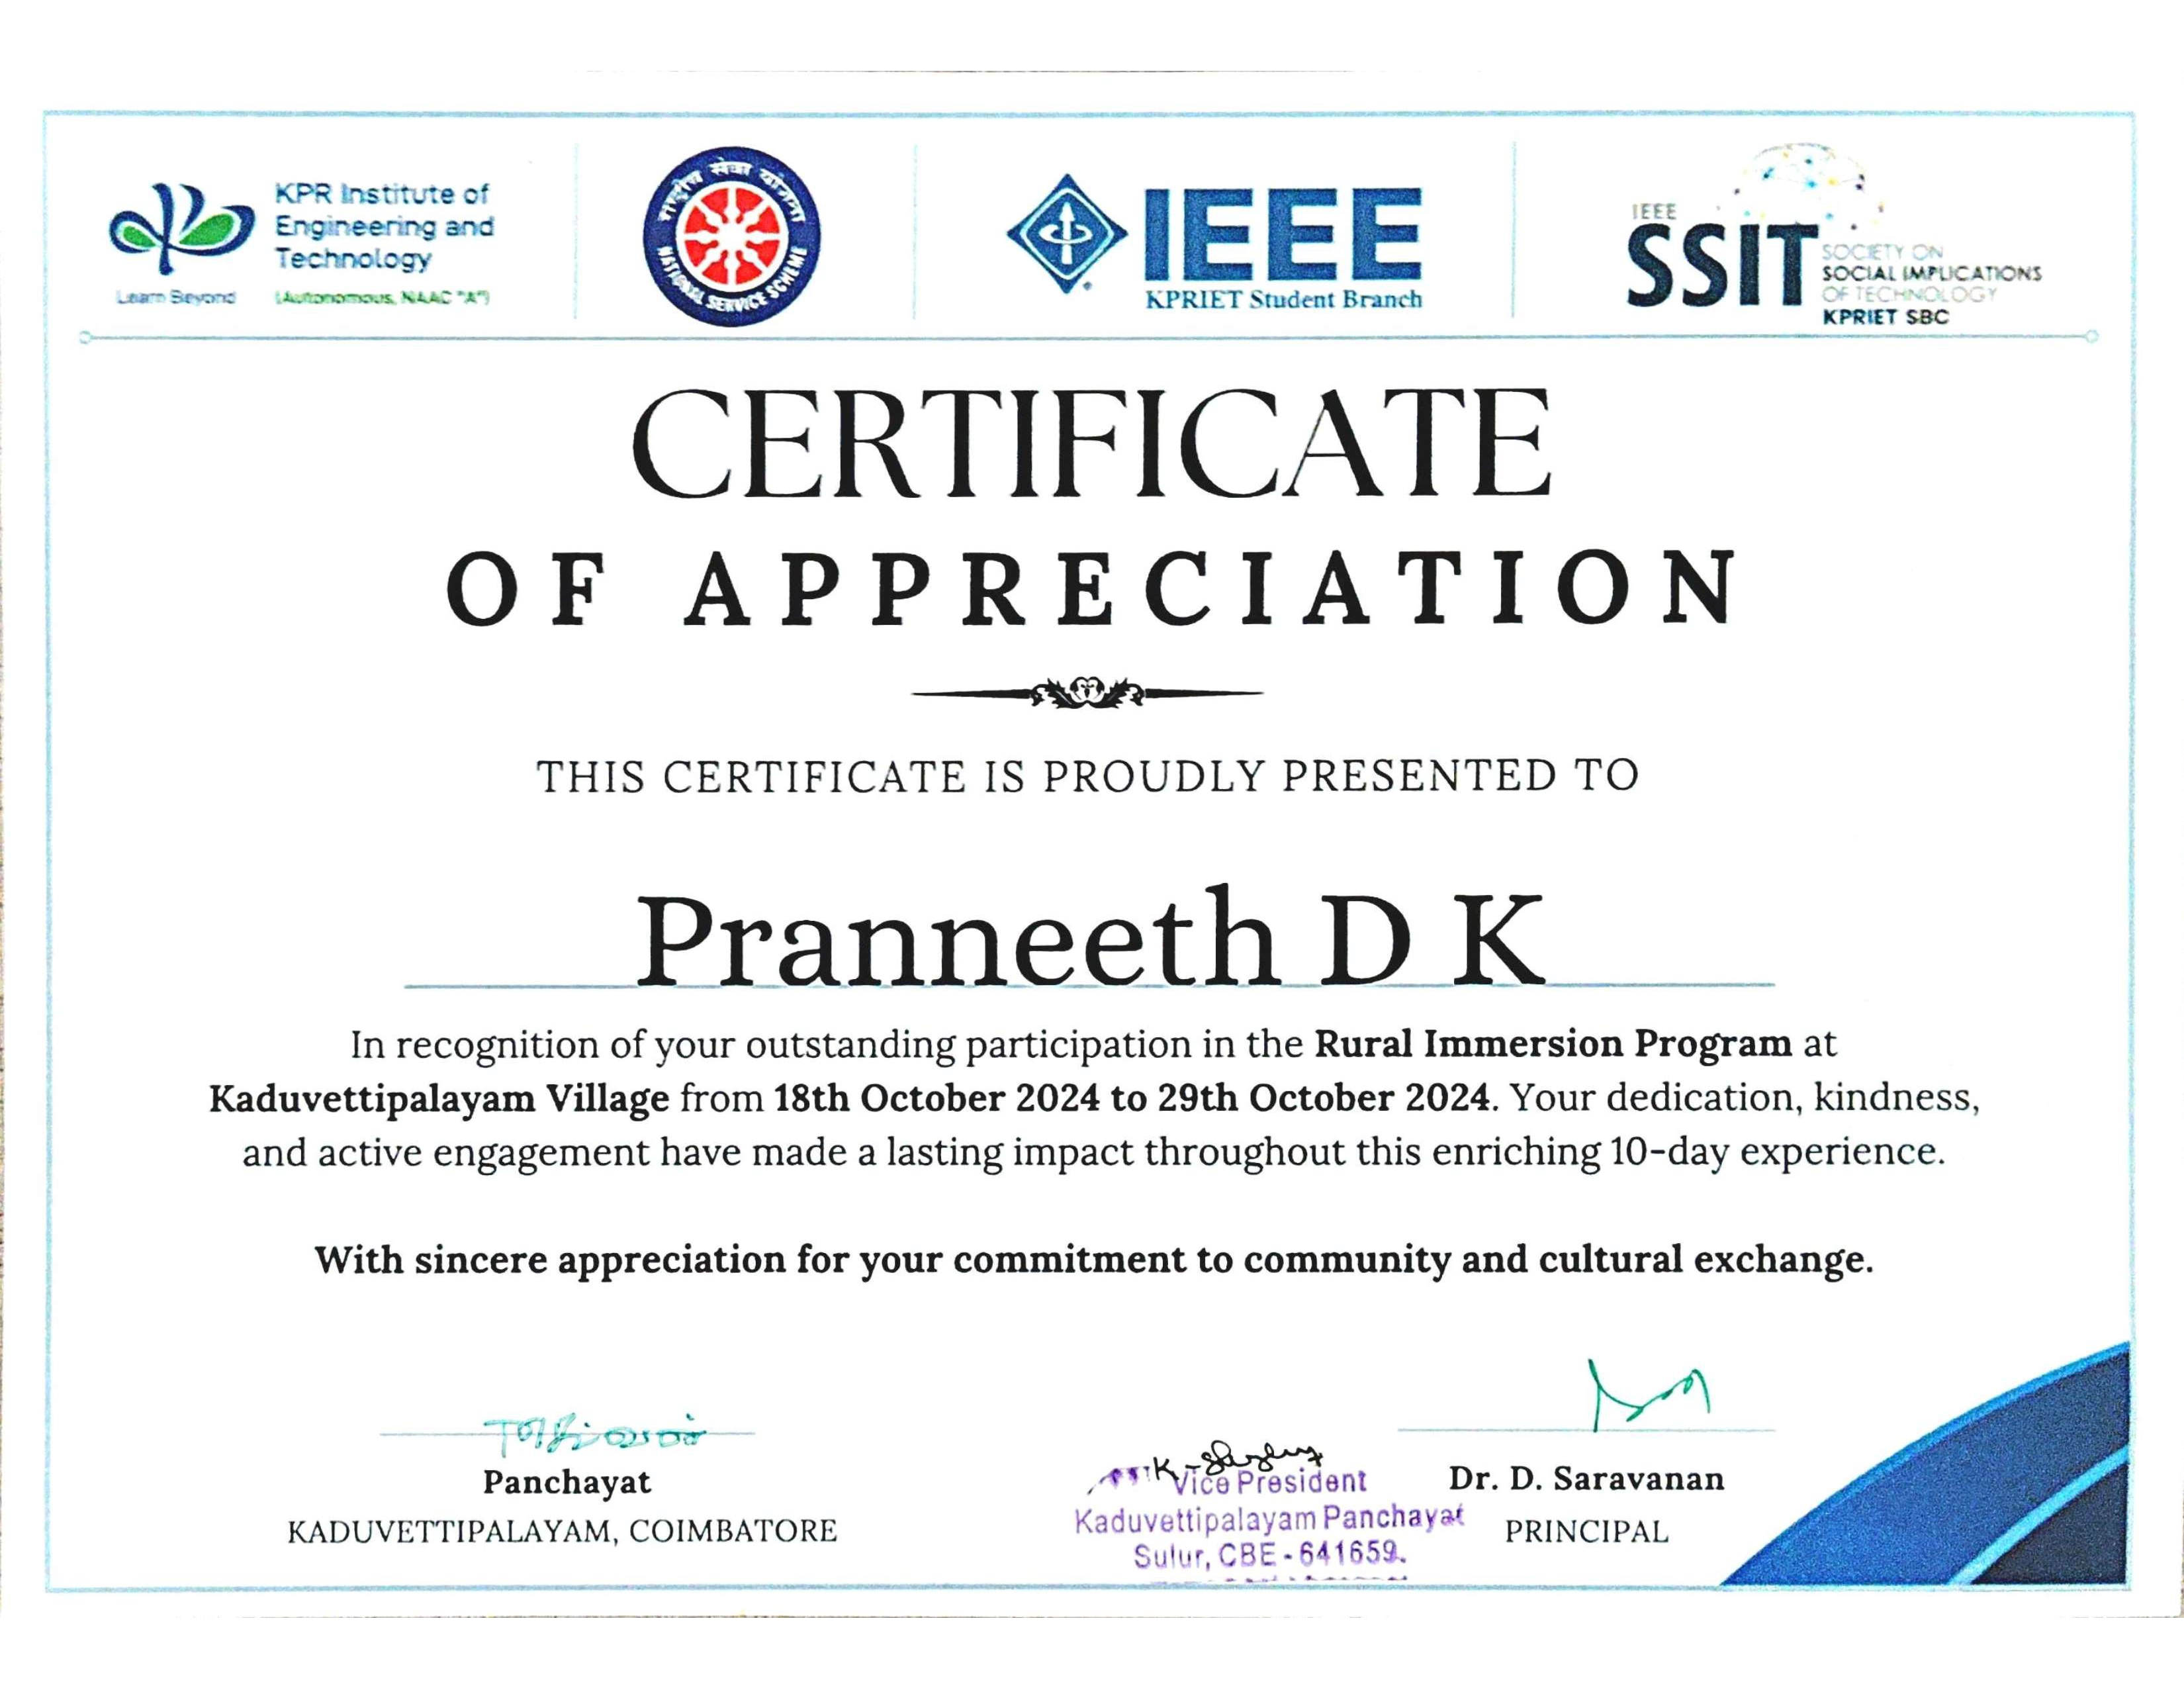 KPR Institute of
Engineering and
Technology
Learn Beyond
(Autonomous, NAAC "A")
राष्ट्रीय सेवा योजना
NATIONAL SERVICE SCHEME
IEEE
KPRIET Student Branch
IEEE
SSIT
SOCIETY ON
SOCIAL IMPLICATIONS
OF TECHNOLOGY
KPRIET SBC
CERTIFICATE
OF APPRECIATION
THIS CERTIFICATE IS PROUDLY PRESENTED TO
Pranneeth D K
In recognition of your outstanding participation in the Rural Immersion Program at
Kaduvettipalayam Village from 18th October 2024 to 29th October 2024. Your dedication, kindness,
and active engagement have made a lasting impact throughout this enriching 10-day experience.
With sincere appreciation for your commitment to community and cultural exchange.
Panchayat
KADUVETTIPALAYAM, COIMBATORE
Vice President
Kaduvettipalayam Panchayat
Sulur, CBE - 641659.
Dr. D. Saravanan
PRINCIPAL